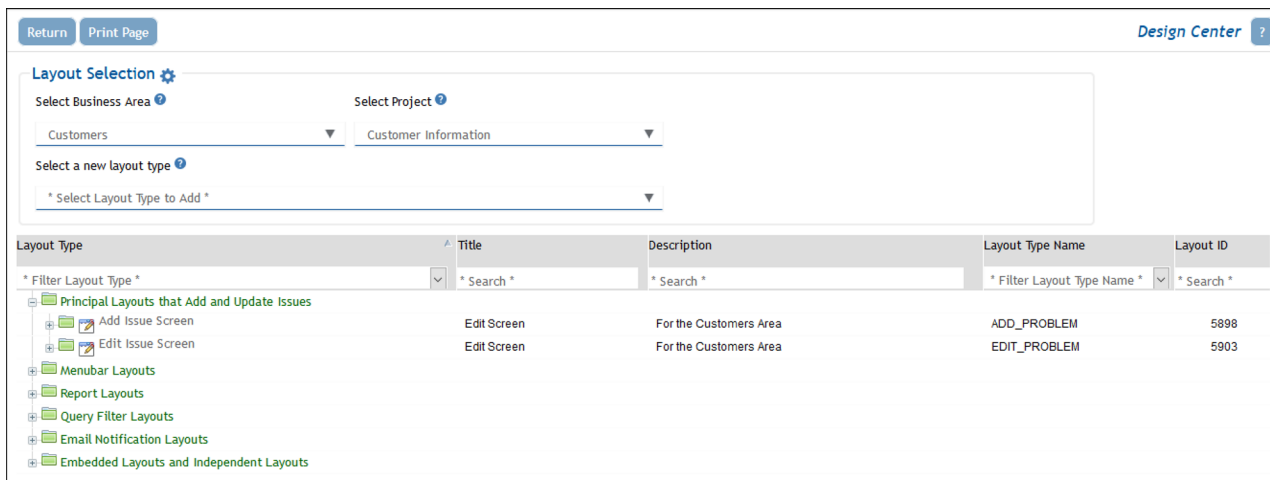 Return Print Page Design Center ?
Layout Selection
Select Business Area ? Select Project ?
Customers Customer Information
Select a new layout type ?
* Select Layout Type to Add *
Layout Type Title Description Layout Type Name Layout ID
* Filter Layout Type * * Search * * Search * * Filter Layout Type Name * * Search *
Principal Layouts that Add and Update Issues
Add Issue Screen Edit Screen For the Customers Area ADD_PROBLEM 5898
Edit Issue Screen Edit Screen For the Customers Area EDIT_PROBLEM 5903
Menubar Layouts
Report Layouts
Query Filter Layouts
Email Notification Layouts
Embedded Layouts and Independent Layouts